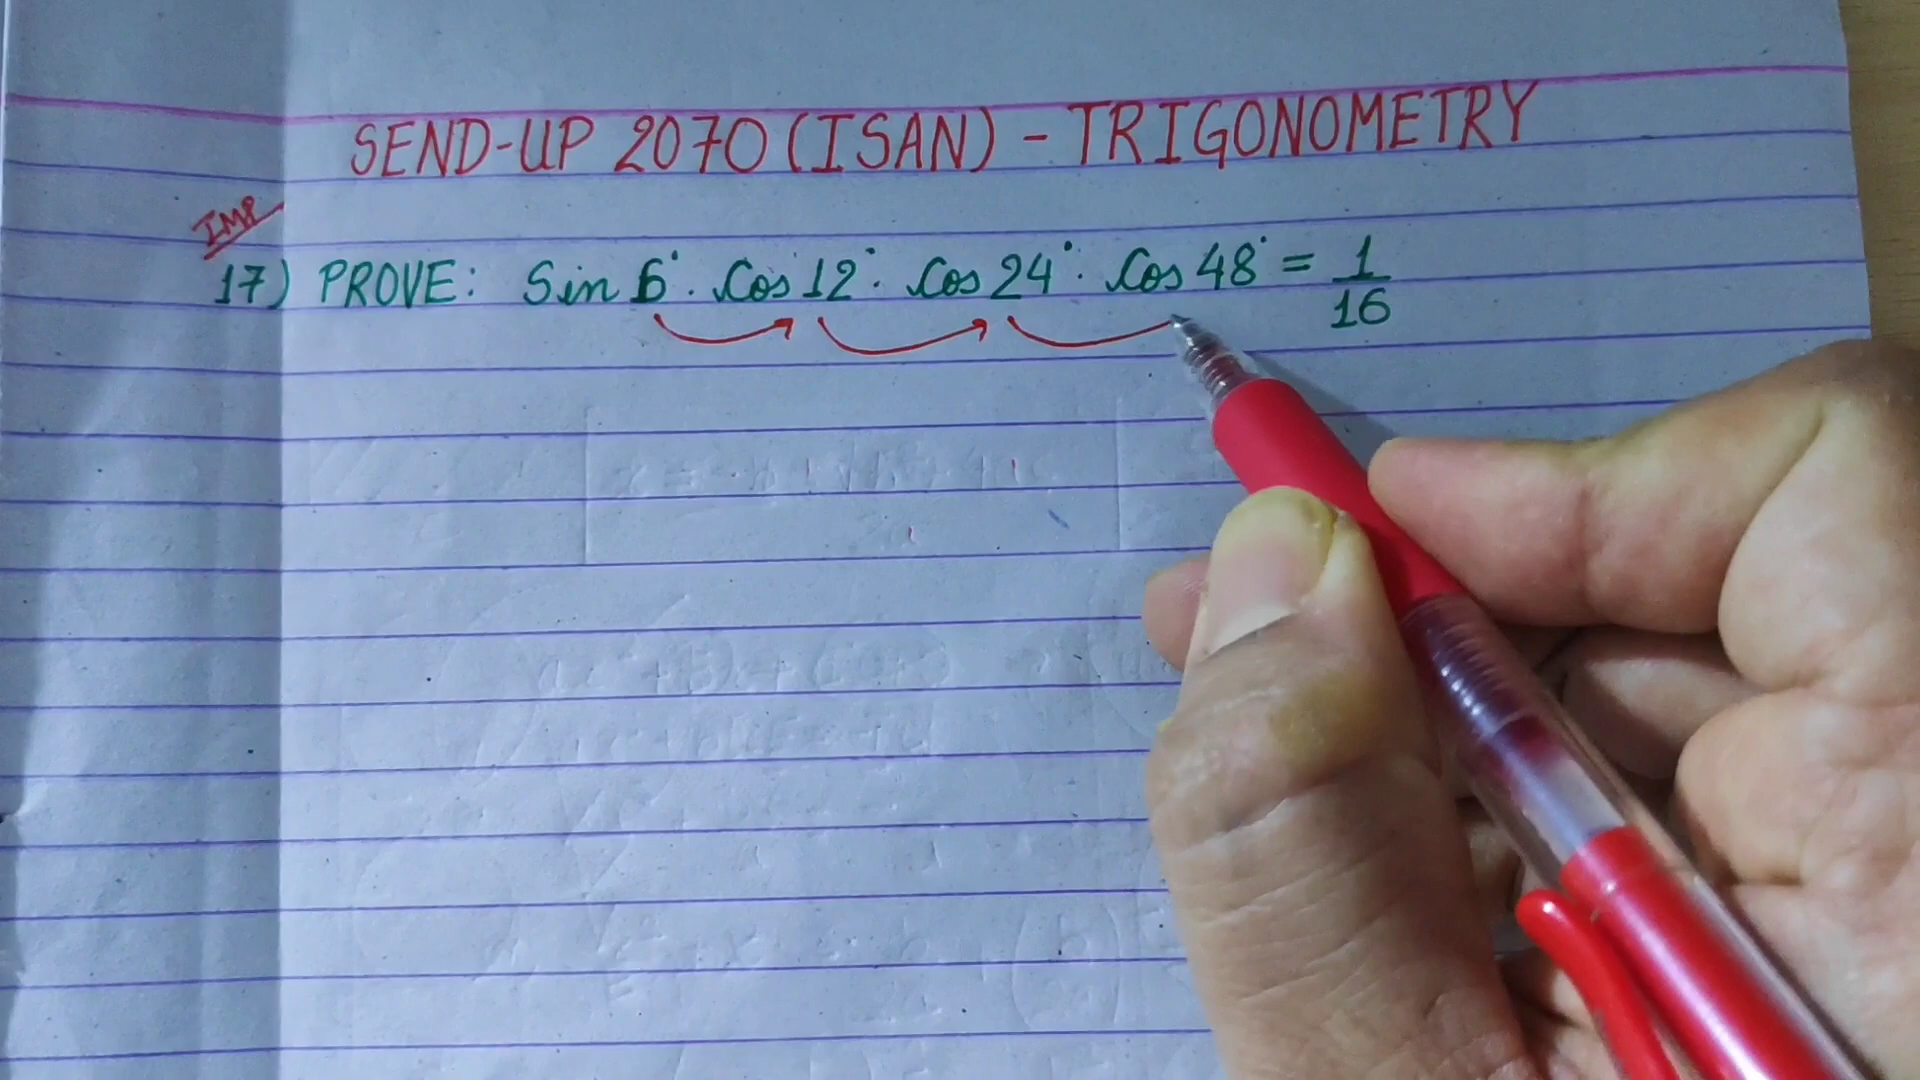 SEND-UP 2070 (ISAN) - TRIGONOMETRY
IMP
17) PROVE: Sin 6°. Cos 12°. Cos 24°. Cos 48° = 1/16